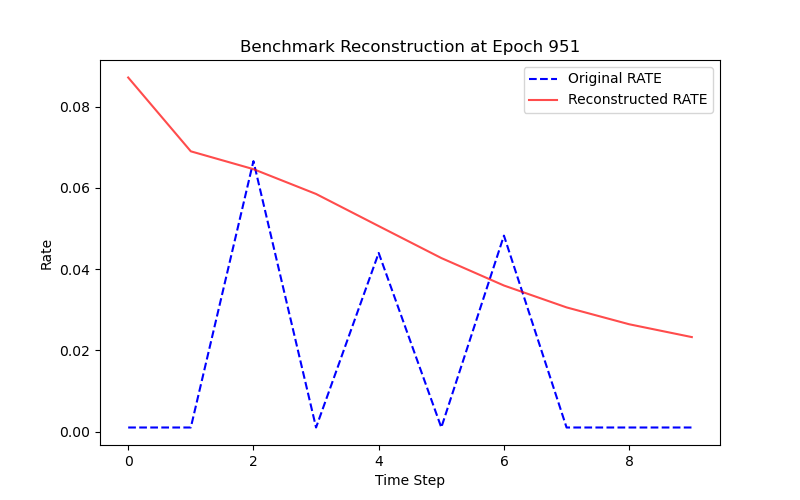 Benchmark Reconstruction at Epoch 951
Original RATE
Reconstructed RATE
Rate
0.08
0.06
0.04
0.02
0.00
0 2 4 6 8
Time Step